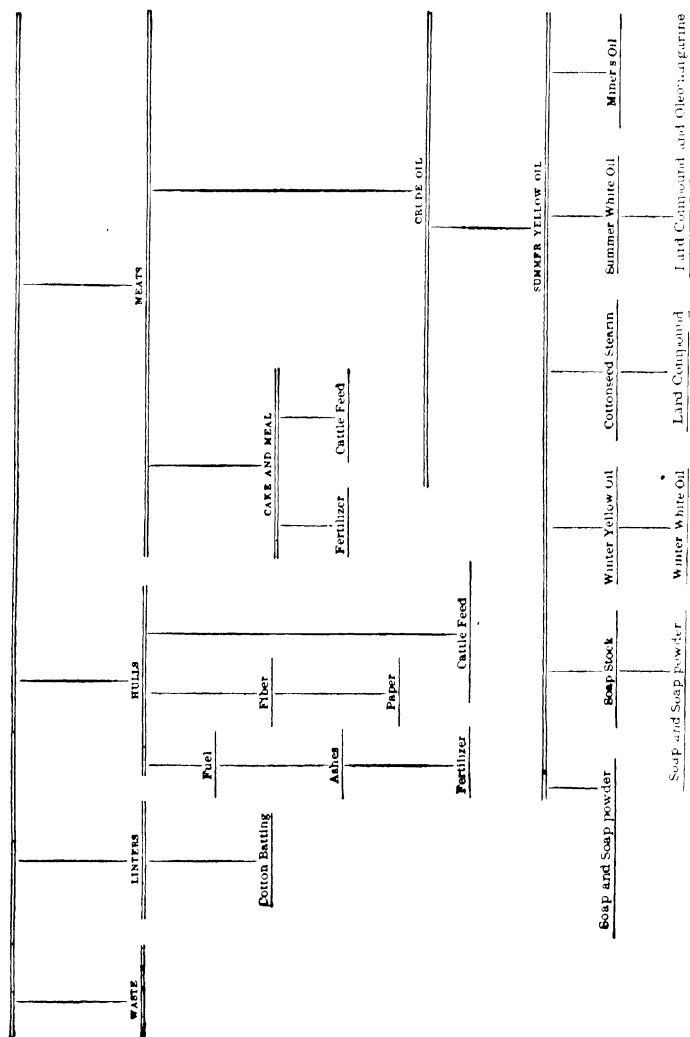 WASTE
LINTERS
HULLS
MEATS
Cotton Batting
Fuel
Fiber
Cattle Feed
Ashes
Paper
Fertilizer
CAKE AND MEAL
Fertilizer
Cattle Feed
CRUDE OIL
SUMMER YELLOW OIL
Soap and Soap powder
Soap Stock
Winter Yellow Oil
Cottonseed Stearin
Summer White Oil
Miner s Oil
Soap and Soap powder
Winter White Oil
Lard Compound
Lard Compound and Oleomargarine